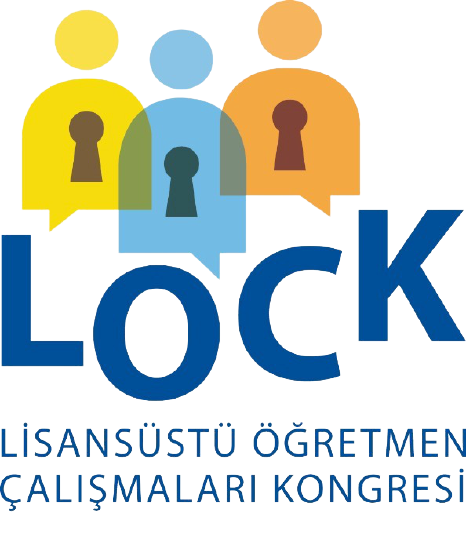 LOCK
LİSANSÜSTÜ ÖĞRETMEN
ÇALIŞMALARI KONGRESİ